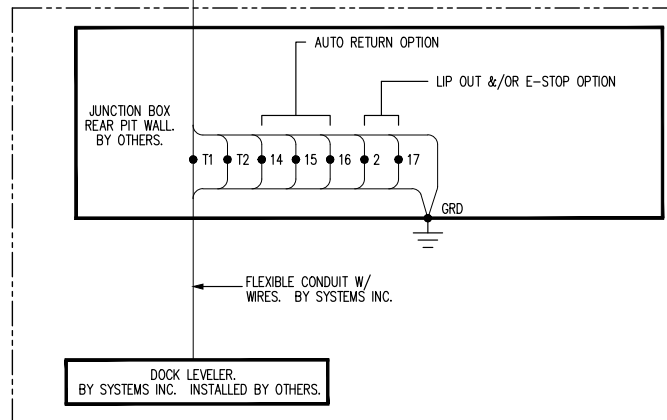 AUTO RETURN OPTION
LIP OUT &/OR E-STOP OPTION
JUNCTION BOX
REAR PIT WALL.
BY OTHERS.
T1 T2 14 15 16 2 17
GRD
FLEXIBLE CONDUIT W/
WIRES. BY SYSTEMS INC.
DOCK LEVELER.
BY SYSTEMS INC. INSTALLED BY OTHERS.